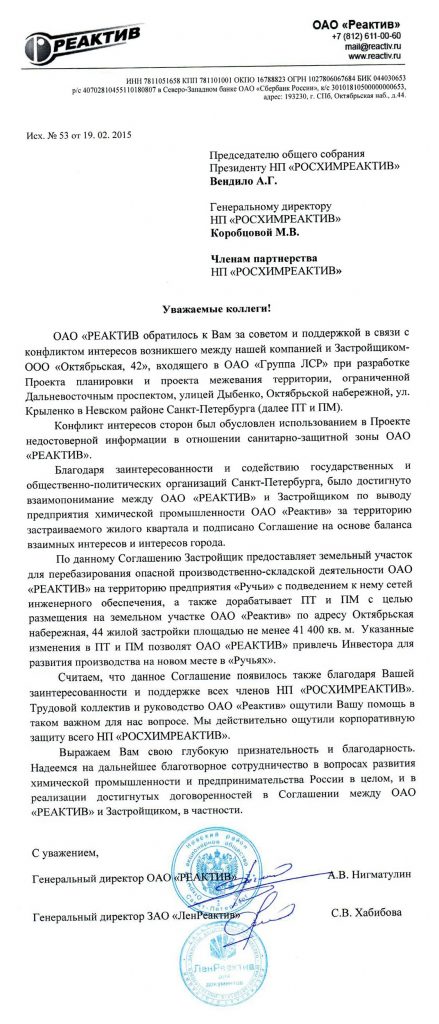 РЕАКТИВ
ОАО «Реактив»
+7 (812) 611-00-60
mail@reactiv.ru
www.reactiv.ru
ИНН 7811051658 КПП 781101001 ОКПО 16788823 ОГРН 1027806067684 БИК 044030653
р/с 40702810455110180807 в Северо-Западном банке ОАО «Сбербанк России», к/с 30101810500000000653,
адрес: 193230, г. СПб, Октябрьская наб., д.44.
Исх. № 53 от 19. 02. 2015
Председателю общего собрания
Президенту НП «РОСХИМРЕАКТИВ»
Вендило А.Г.
Генеральному директору
НП «РОСХИМРЕАКТИВ»
Коробцовой М.В.
Членам партнерства
НП «РОСХИМРЕАКТИВ»
Уважаемые коллеги!
ОАО «РЕАКТИВ обратилось к Вам за советом и поддержкой в связи с
конфликтом интересов возникшего между нашей компанией и Застройщиком-
ООО «Октябрьская, 42», входящего в ОАО «Группа ЛСР» при разработке
Проекта планировки и проекта межевания территории, ограниченной
Дальневосточным проспектом, улицей Дыбенко, Октябрьской набережной, ул.
Крыленко в Невском районе Санкт-Петербурга (далее ПТ и ПМ).
Конфликт интересов сторон был обусловлен использованием в Проекте
недостоверной информации в отношении санитарно-защитной зоны ОАО
«РЕАКТИВ».
Благодаря заинтересованности и содействию государственных и
общественно-политических организаций Санкт-Петербурга, было достигнуто
взаимопонимание между ОАО «РЕАКТИВ» и Застройщиком по выводу
предприятия химической промышленности ОАО «Реактив» за территорию
застраиваемого жилого квартала и подписано Соглашение на основе баланса
взаимных интересов и интересов города.
По данному Соглашению Застройщик предоставляет земельный участок
для перебазирования опасной производственно-складской деятельности ОАО
«РЕАКТИВ» на территорию предприятия «Ручьи» с подведением к нему сетей
инженерного обеспечения, а также дорабатывает ПТ и ПМ с целью
размещения на земельном участке ОАО «Реактив» по адресу Октябрьская
набережная, 44 жилой застройки площадью не менее 41 400 кв. м. Указанные
изменения в ПТ и ПМ позволят ОАО «РЕАКТИВ» привлечь Инвестора для
развития производства на новом месте в «Ручьях».
Считаем, что данное Соглашение появилось также благодаря Вашей
заинтересованности и поддержке всех членов НП «РОСХИМРЕАКТИВ».
Трудовой коллектив и руководство ОАО «Реактив» ощутили Вашу помощь в
таком важном для нас вопросе. Мы действительно ощутили корпоративную
защиту всего НП «РОСХИМРЕАКТИВ».
Выражаем Вам свою глубокую признательность и благодарность.
Надеемся на дальнейшее благотворное сотрудничество в вопросах развития
химической промышленности и предпринимательства России в целом, и в
реализации достигнутых договоренностей в Соглашении между ОАО
«РЕАКТИВ» и Застройщиком, в частности.
С уважением,
Генеральный директор ОАО «РЕАКТИВ» А.В. Нигматулин
Генеральный директор ЗАО «ЛенРеактив» С.В. Хабибова
ЛенРеактив
для
документов